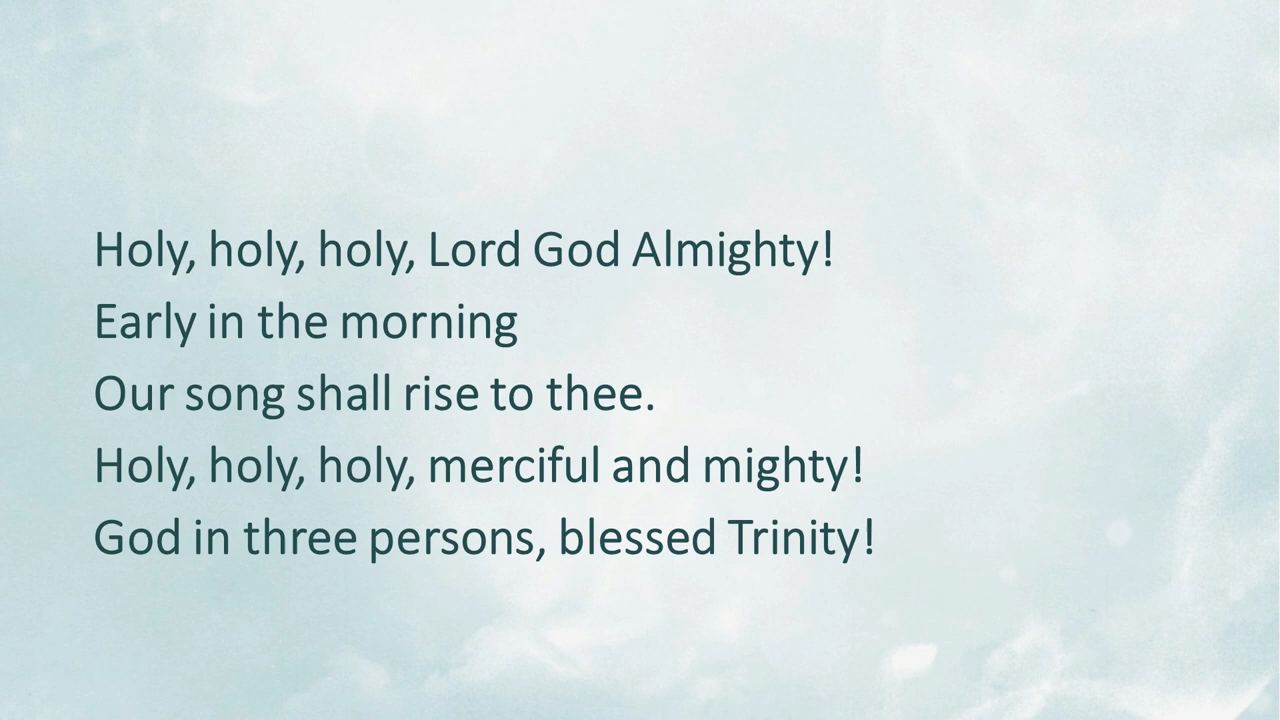 Holy, holy, holy, Lord God Almighty!
Early in the morning
Our song shall rise to thee.
Holy, holy, holy, merciful and mighty!
God in three persons, blessed Trinity!